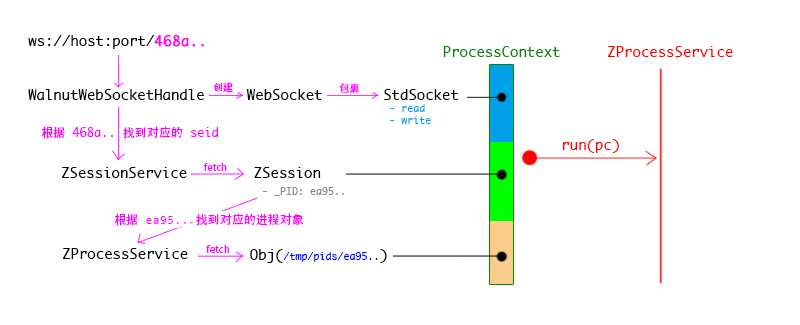 ws://host:port/468a..
ProcessContext
ZProcessService
WalnutWebSocketHandle
创建
WebSocket
包裹
StdSocket
- read
- write
根据 468a.. 找到对应的 seid
run(pc)
ZSessionService
fetch
ZSession
- _PID: ea95..
根据 ea95... 找到对应的进程对象
ZProcessService
fetch
Obj(/tmp/pids/ea95..)